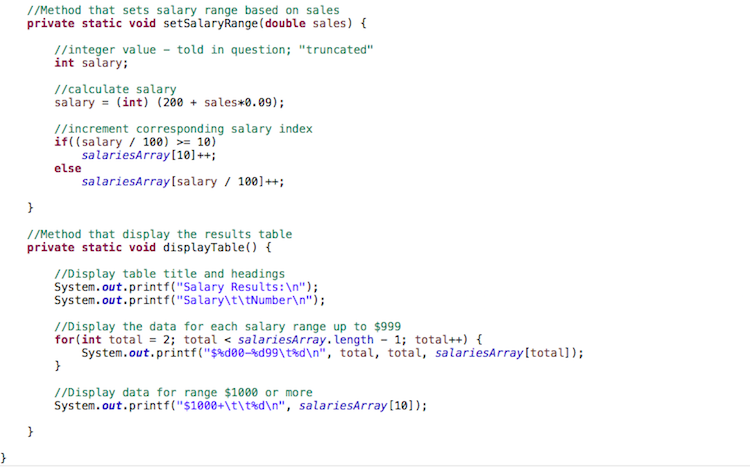 //Method that sets salary range based on sales
private static void setSalaryRange(double sales) {
//integer value – told in question; "truncated"
int salary;
//calculate salary
salary = (int) (200 + sales*0.09);
//increment corresponding salary index
if((salary / 100) >= 10)
salariesArray[10]++;
else
salariesArray[salary / 100]++;
}
//Method that display the results table
private static void displayTable() {
//Display table title and headings
System.out.printf("Salary Results:\n");
System.out.printf("Salary\t\tNumber\n");
//Display the data for each salary range up to $999
for(int total = 2; total < salariesArray.length - 1; total++) {
System.out.printf("$%d00-%d99\t%d\n", total, total, salariesArray[total]);
}
//Display data for range $1000 or more
System.out.printf("$1000+\t\t%d\n", salariesArray[10]);
}
}